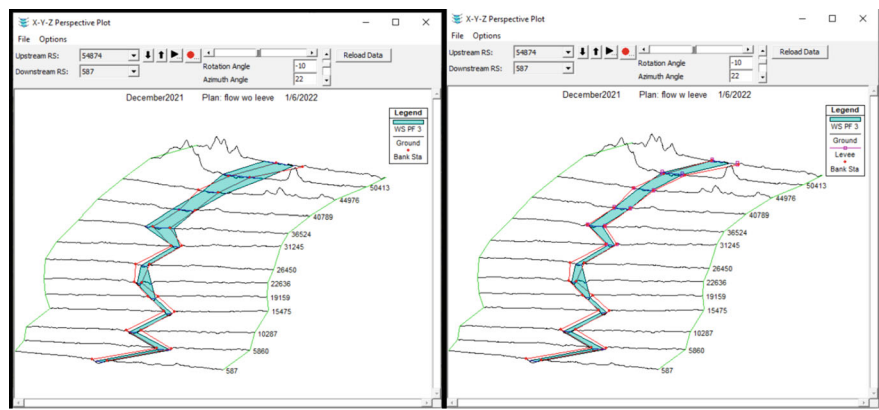 X-Y-Z Perspective Plot
File Options
Upstream RS: 54874
Downstream RS: 587
Rotation Angle -10
Azimuth Angle 22
Reload Data
December2021 Plan: flow wo leeve 1/6/2022
Legend
WS PF 3
Ground
Bank Sta
50413
44976
40789
36524
31245
26450
22636
19159
15475
10287
5860
587
X-Y-Z Perspective Plot
File Options
Upstream RS: 54874
Downstream RS: 587
Rotation Angle -10
Azimuth Angle 22
Reload Data
December2021 Plan: flow w leeve 1/6/2022
Legend
WS PF 3
Ground
Levee
Bank Sta
50413
44976
40789
36524
31245
26450
22636
19159
15475
10287
5860
587